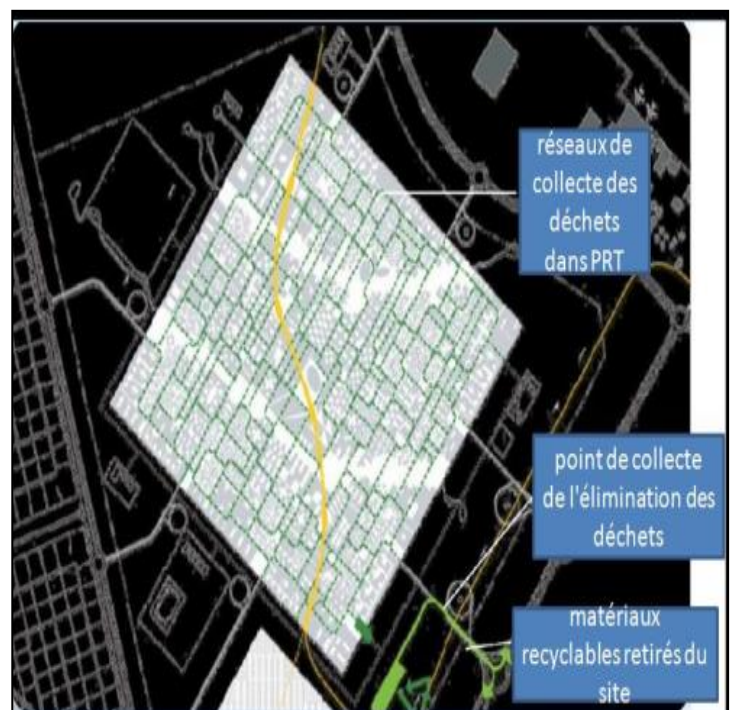 réseaux de
collecte des
déchets
dans PRT
point de collecte
de l'élimination des
déchets
matériaux
recyclables retirés du
site